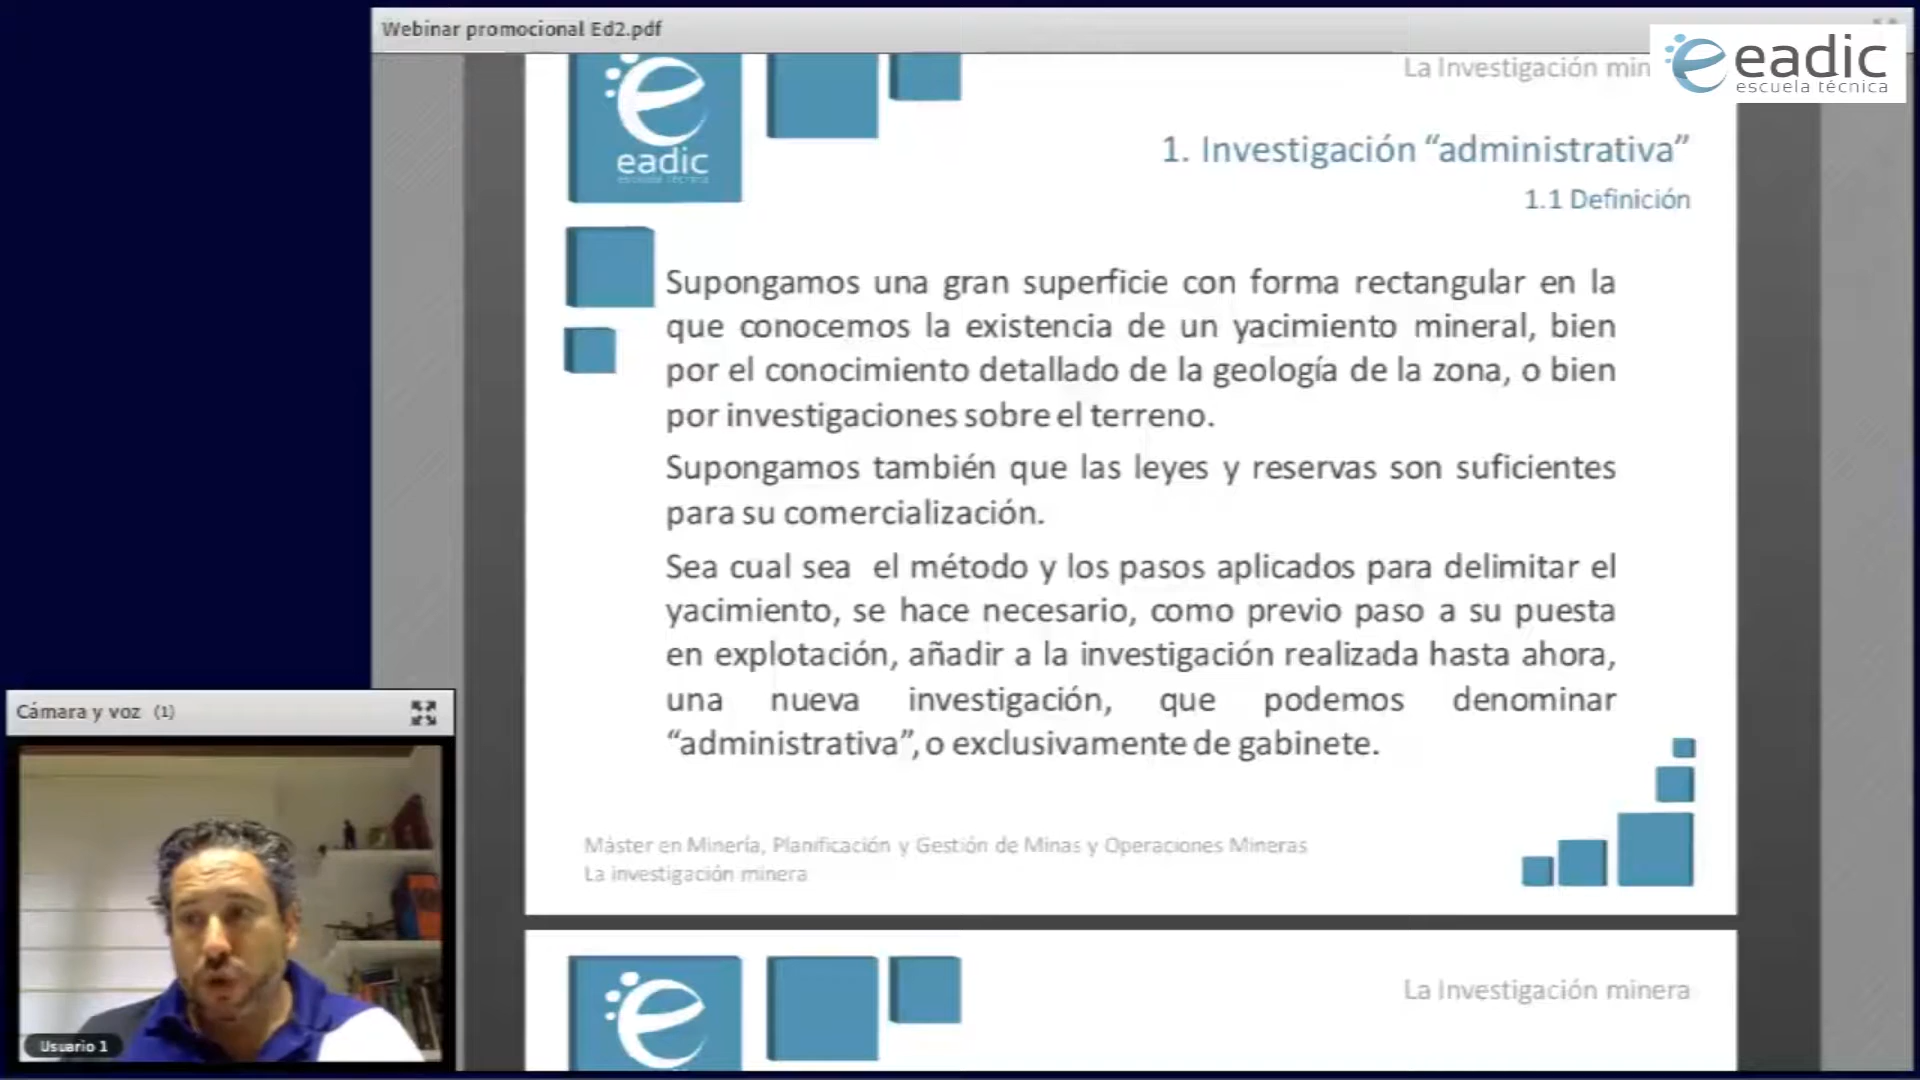 Webinar promocional Ed2.pdf
eadic
escuela técnica
La Investigación min
eadic
escuela técnica
1. Investigación “administrativa”
1.1 Definición
Supongamos una gran superficie con forma rectangular en la
que conocemos la existencia de un yacimiento mineral, bien
por el conocimiento detallado de la geología de la zona, o bien
por investigaciones sobre el terreno.
Supongamos también que las leyes y reservas son suficientes
para su comercialización.
Sea cual sea  el método y los pasos aplicados para delimitar el
yacimiento, se hace necesario, como previo paso a su puesta
en explotación, añadir a la investigación realizada hasta ahora,
una nueva investigación, que podemos denominar
“administrativa”, o exclusivamente de gabinete.
Máster en Minería, Planificación y Gestión de Minas y Operaciones Mineras
La investigación minera
La Investigación minera
Cámara y voz (1)
Usuario 1